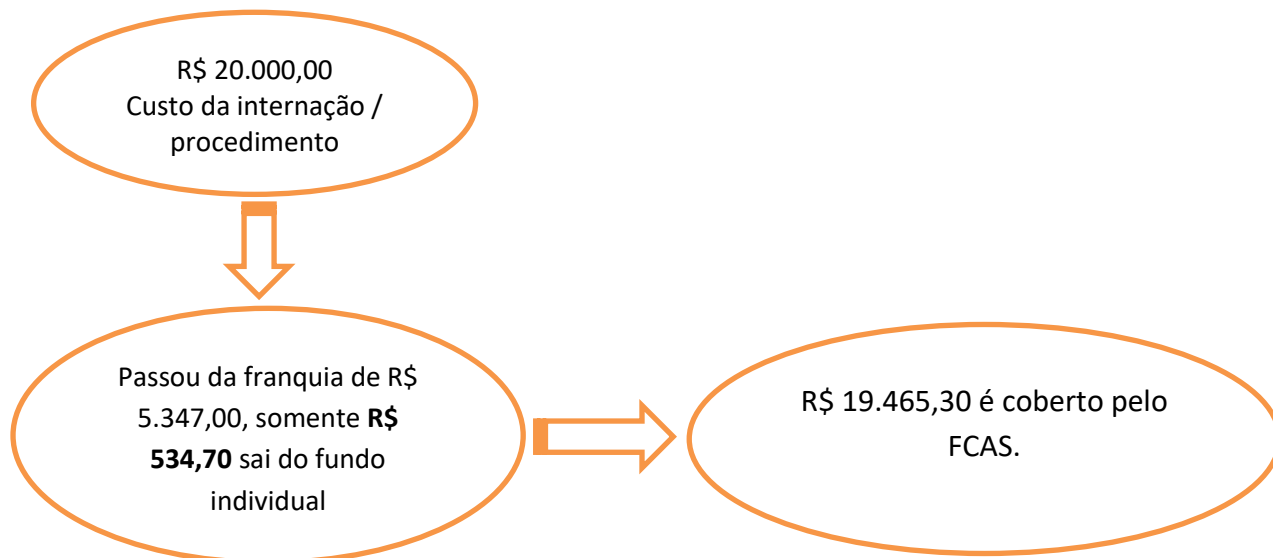 R$ 20.000,00
Custo da internação /
procedimento
Passou da franquia de R$
5.347,00, somente R$
534,70 sai do fundo
individual
R$ 19.465,30 é coberto pelo
FCAS.